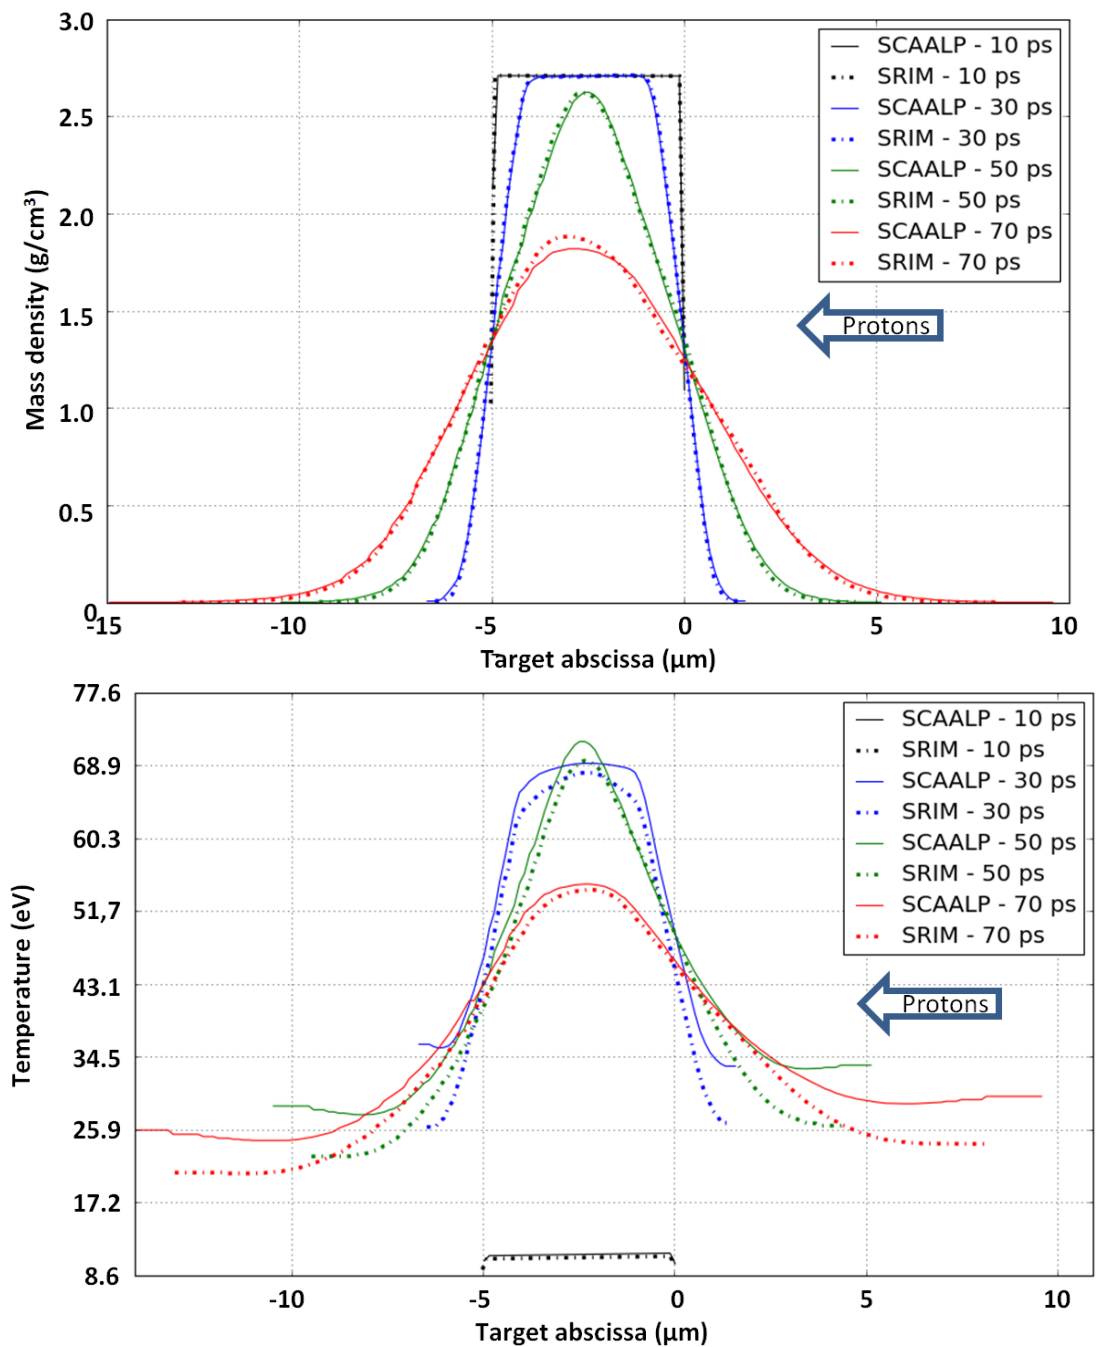 3.0
2.5
2.0
1.5
1.0
0.5
0
-15
-10
-5
0
5
10
Mass density (g/cm³)
Target abscissa (μm)
SCAALP - 10 ps
SRIM - 10 ps
SCAALP - 30 ps
SRIM - 30 ps
SCAALP - 50 ps
SRIM - 50 ps
SCAALP - 70 ps
SRIM - 70 ps
Protons
77.6
68.9
60.3
51.7
43.1
34.5
25.9
17.2
8.6
-10
-5
0
5
10
Temperature (eV)
Target abscissa (μm)
SCAALP - 10 ps
SRIM - 10 ps
SCAALP - 30 ps
SRIM - 30 ps
SCAALP - 50 ps
SRIM - 50 ps
SCAALP - 70 ps
SRIM - 70 ps
Protons